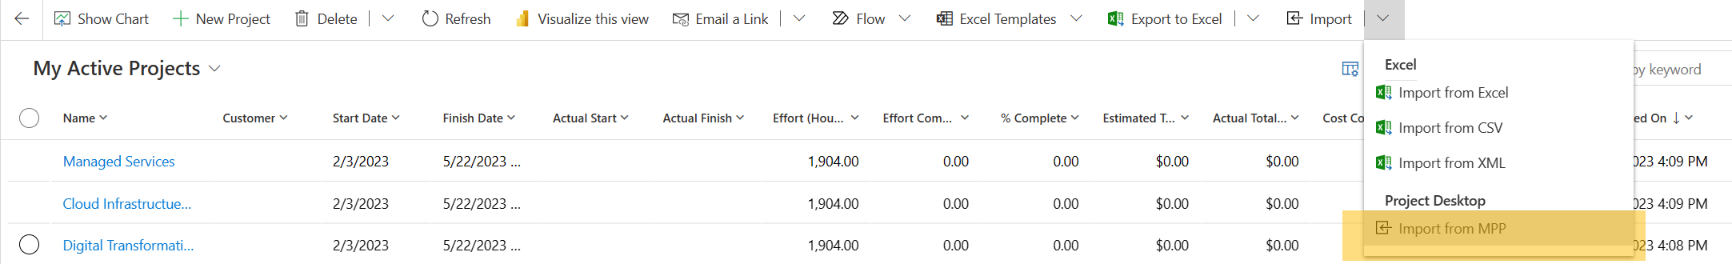 Show Chart New Project Delete Refresh Visualize this view Email a Link Flow Excel Templates Export to Excel Import
My Active Projects
by keyword
Name Customer Start Date Finish Date Actual Start Actual Finish Effort (Hou... Effort Com... % Complete Estimated T... Actual Total... Cost Co ed On
Managed Services 2/3/2023 5/22/2023 ... 1,904.00 0.00 0.00 $0.00 $0.00 023 4:09 PM
Cloud Infrastructue... 2/3/2023 5/22/2023 ... 1,904.00 0.00 0.00 $0.00 $0.00 023 4:09 PM
Digital Transformati... 2/3/2023 5/22/2023 ... 1,904.00 0.00 0.00 $0.00 $0.00 023 4:08 PM
Excel
Import from Excel
Import from CSV
Import from XML
Project Desktop
Import from MPP